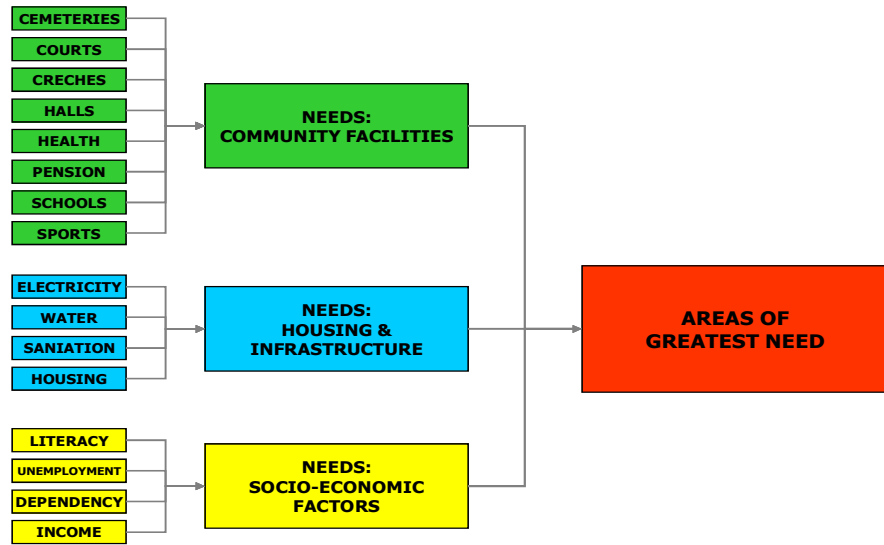 CEMETERIES
COURTS
CRECHES
HALLS
HEALTH
PENSION
SCHOOLS
SPORTS
NEEDS:
COMMUNITY FACILITIES
ELECTRICITY
WATER
SANIATION
HOUSING
NEEDS:
HOUSING &
INFRASTRUCTURE
LITERACY
UNEMPLOYMENT
DEPENDENCY
INCOME
NEEDS:
SOCIO-ECONOMIC
FACTORS
AREAS OF
GREATEST NEED